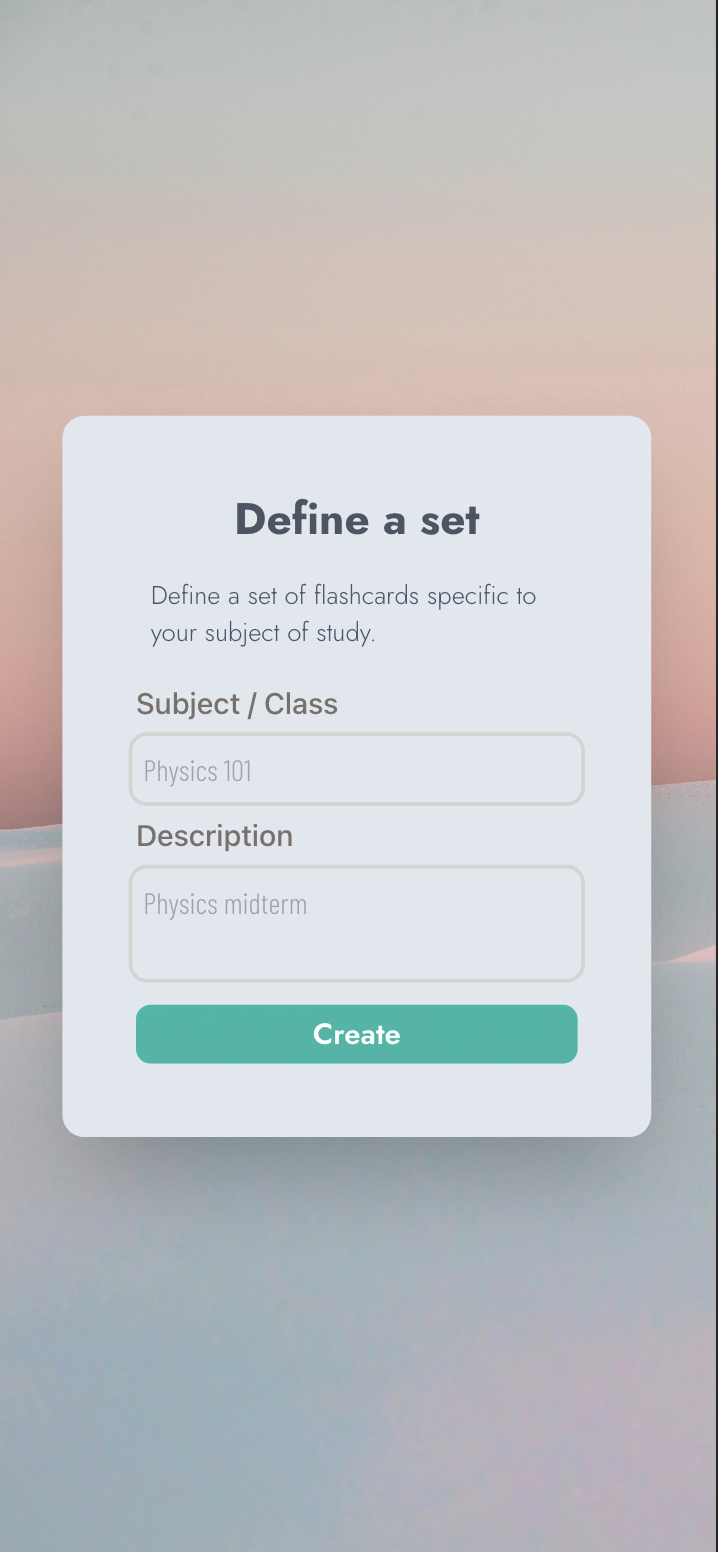 Define a set
Define a set of flashcards specific to
your subject of study.
Subject / Class
Physics 101
Description
Physics midterm
Create